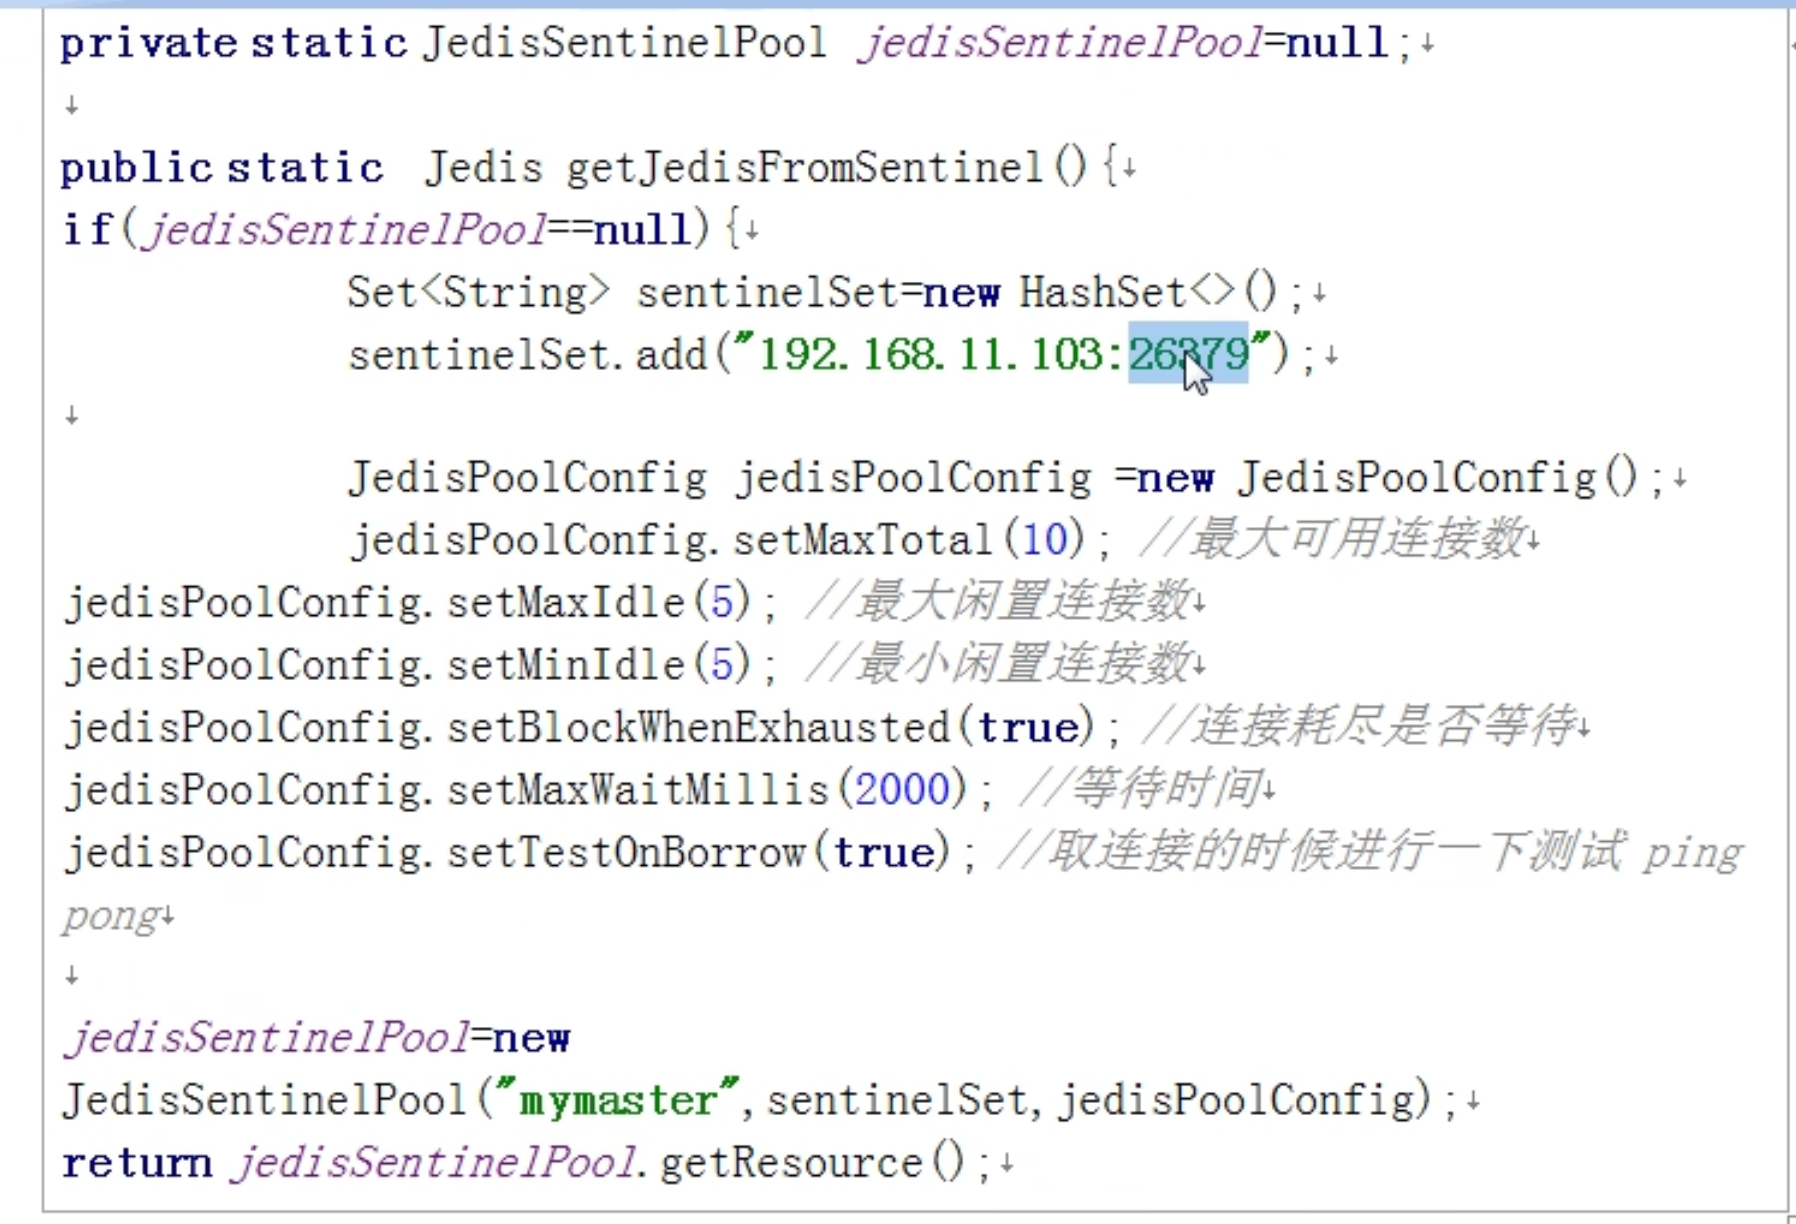 private static JedisSentinelPool jedisSentinelPool=null;↓
↓
public static Jedis getJedisFromSentinel(){↓
if(jedisSentinelPool==null){↓
Set<String> sentinelSet=new HashSet<>();↓
sentinelSet.add("192.168.11.103:26379");↓
↓
JedisPoolConfig jedisPoolConfig =new JedisPoolConfig();↓
jedisPoolConfig.setMaxTotal(10); //最大可用连接数↓
jedisPoolConfig.setMaxIdle(5); //最大闲置连接数↓
jedisPoolConfig.setMinIdle(5); //最小闲置连接数↓
jedisPoolConfig.setBlockWhenExhausted(true); //连接耗尽是否等待↓
jedisPoolConfig.setMaxWaitMillis(2000); //等待时间↓
jedisPoolConfig.setTestOnBorrow(true); //取连接的时候进行一下测试 ping
pong↓
↓
jedisSentinelPool=new
JedisSentinelPool("mymaster",sentinelSet,jedisPoolConfig);↓
return jedisSentinelPool.getResource();↓